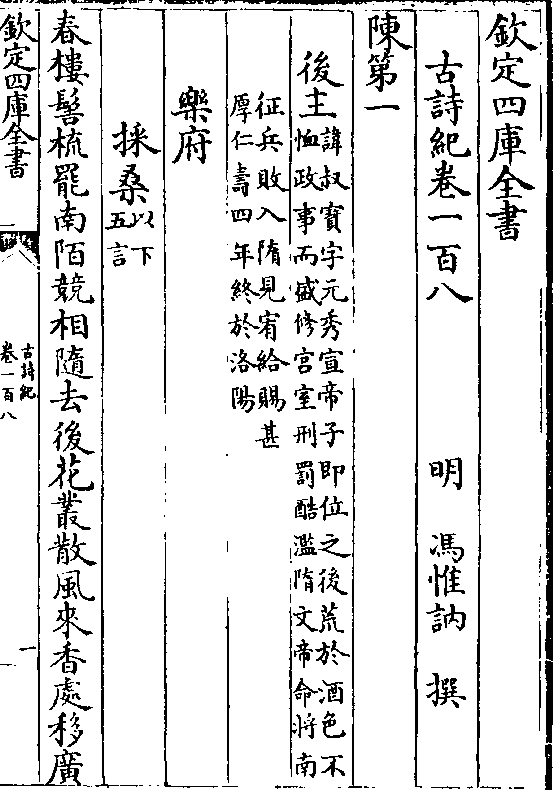 欽定四庫全書
古詩紀卷一百八
明 馮惟訥 撰
陳第一
後主諱叔寶字元秀宣帝子即位之後荒於酒色不
恤政事而盛修宮室刑罰酷濫隋文帝命將南
征兵敗入隋見宥給賜甚
厚仁壽四年終於洛陽
樂府
採桑以下
五言
春樓髻梳罷南陌競相隨去後花叢散風來香處移廣
欽定四庫全書
古詩紀
卷一百八
一